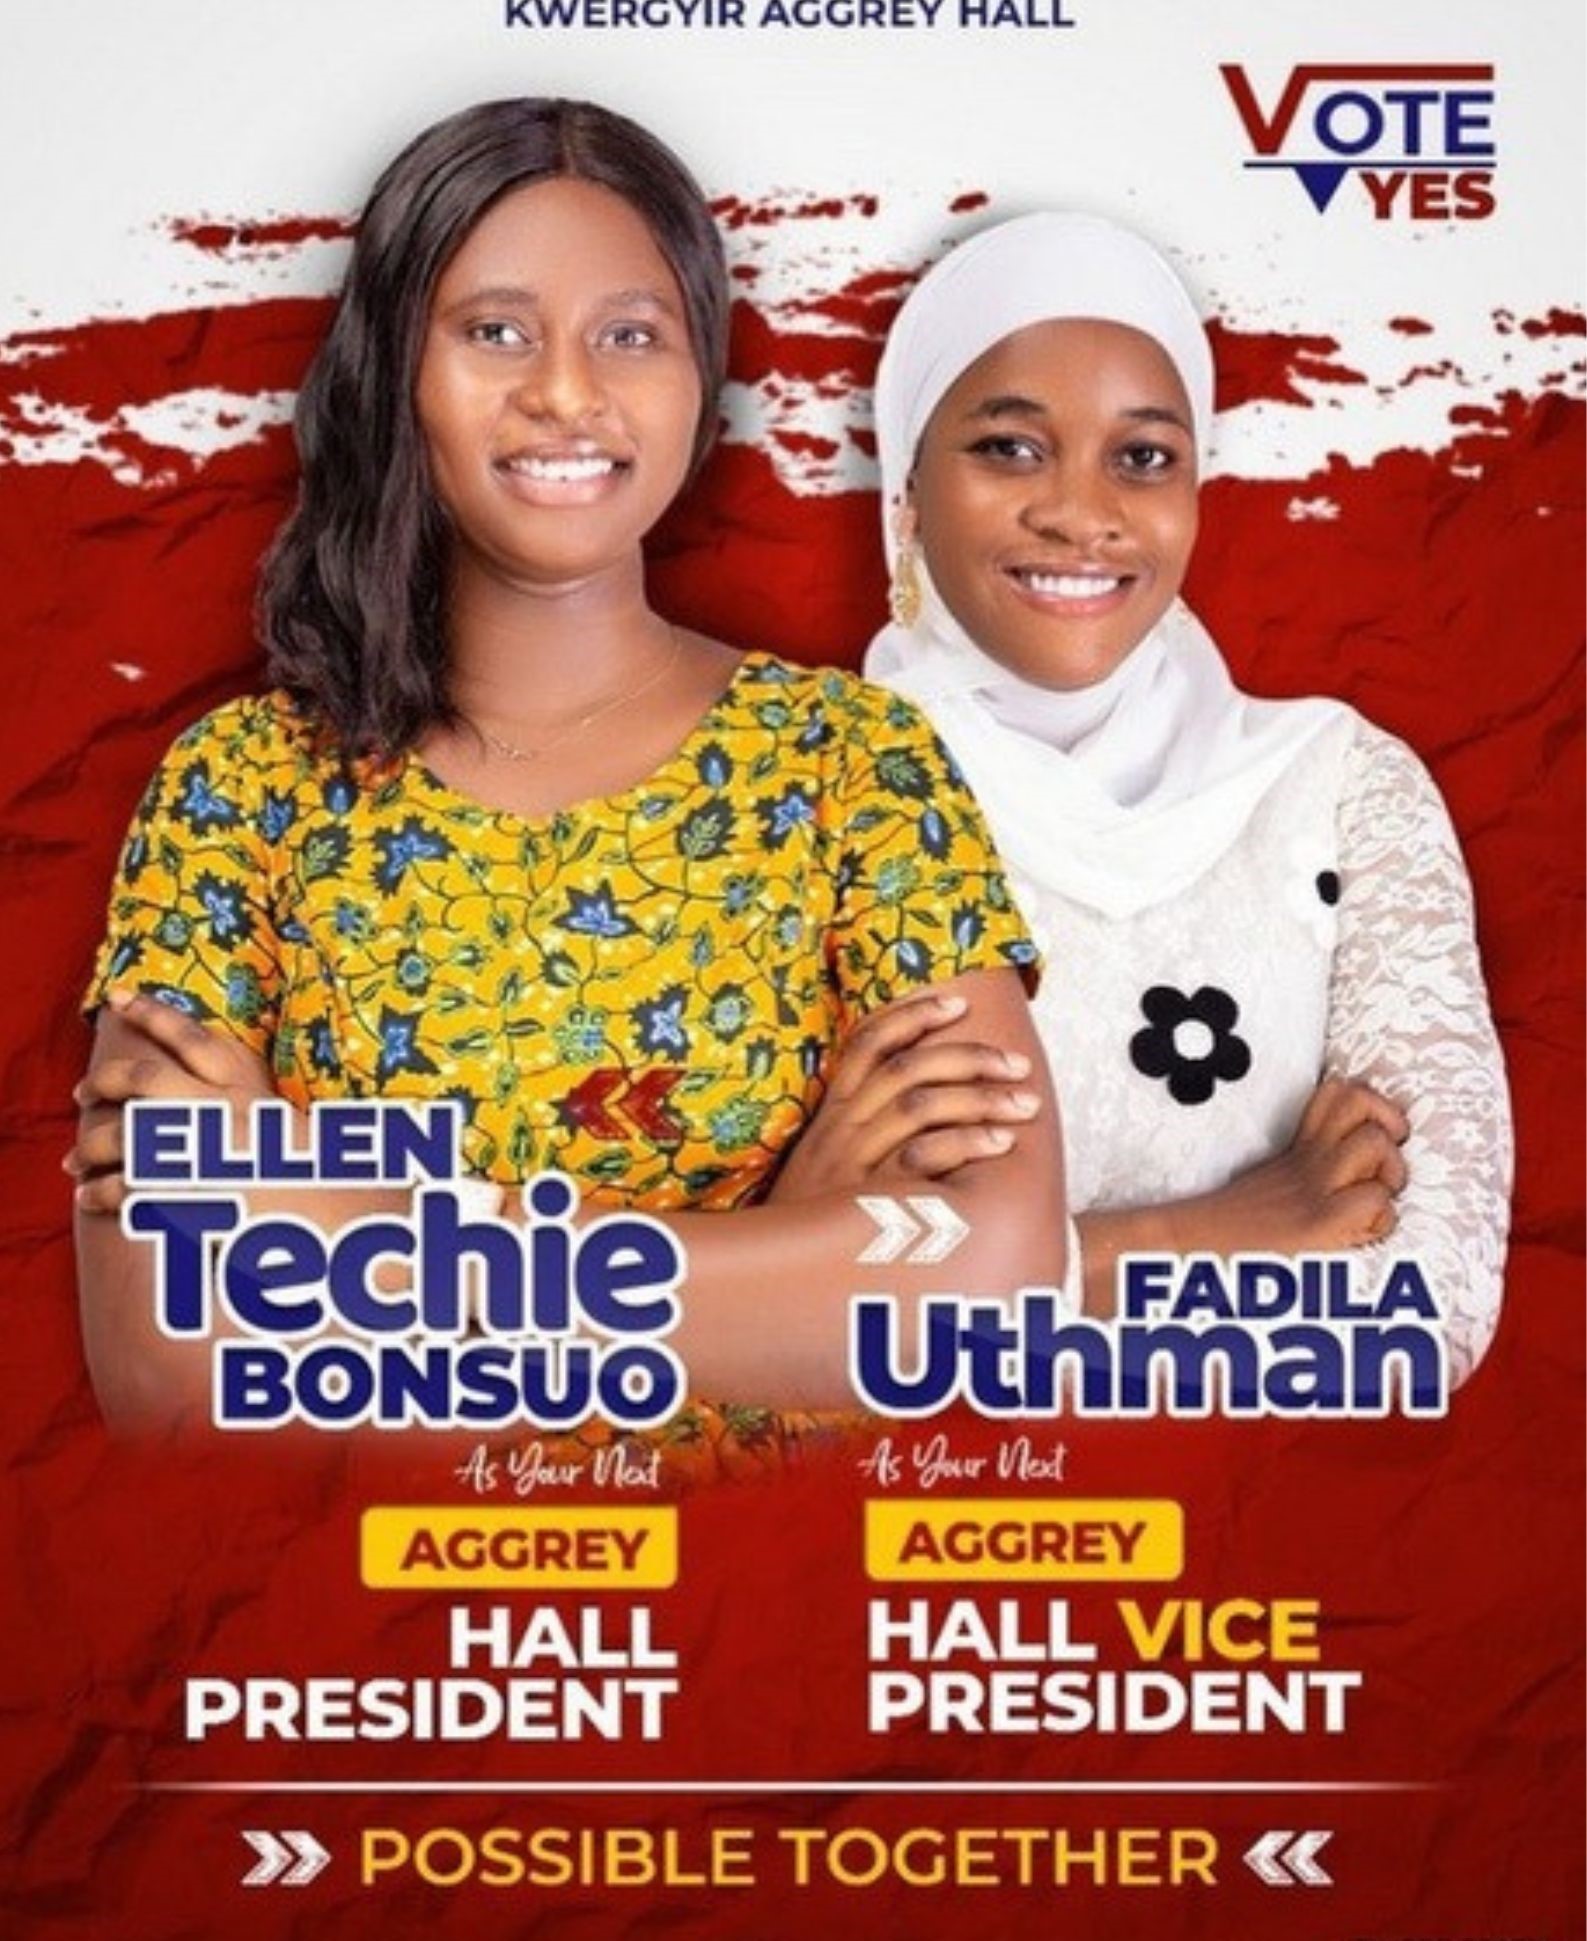 KWERGYIR AGGREY HALL
VOTE
YES
ELLEN
Techie
BONSUO
As Your Next
AGGREY
HALL
PRESIDENT
FADILA
Uthman
As Your Next
AGGREY
HALL VICE
PRESIDENT
POSSIBLE TOGETHER